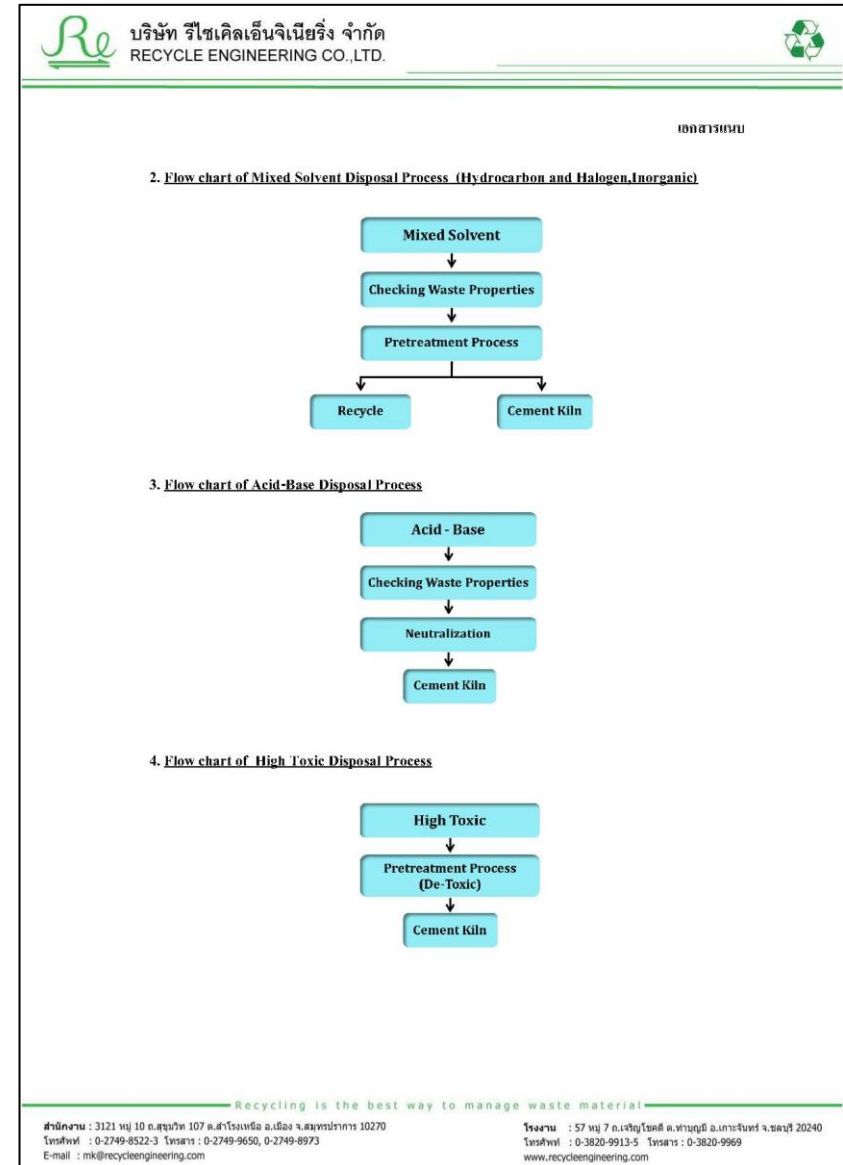 Re
บริษัท รีไซเคิลเอ็นจิเนียริ่ง จำกัด
RECYCLE ENGINEERING CO.,LTD.
เอกสารแนบ
2. Flow chart of Mixed Solvent Disposal Process (Hydrocarbon and Halogen,Inorganic)
Mixed Solvent
Checking Waste Properties
Pretreatment Process
Recycle
Cement Kiln
3. Flow chart of Acid-Base Disposal Process
Acid - Base
Checking Waste Properties
Neutralization
Cement Kiln
4. Flow chart of High Toxic Disposal Process
High Toxic
Pretreatment Process
(De-Toxic)
Cement Kiln
Recycling is the best way to manage waste material
สำนักงาน : 3121 หมู่ 10 ถ.สุขุมวิท 107 ต.สำโรงเหนือ อ.เมือง จ.สมุทรปราการ 10270
โทรศัพท์ : 0-2749-8522-3 โทรสาร : 0-2749-9650, 0-2749-8973
E-mail : mk@recycleengineering.com
โรงงาน : 57 หมู่ 7 ถ.เจริญโชคดี ต.ท่าบุญมี อ.เกาะจันทร์ จ.ชลบุรี 20240
โทรศัพท์ : 0-3820-9913-5 โทรสาร : 0-3820-9969
www.recycleengineering.com